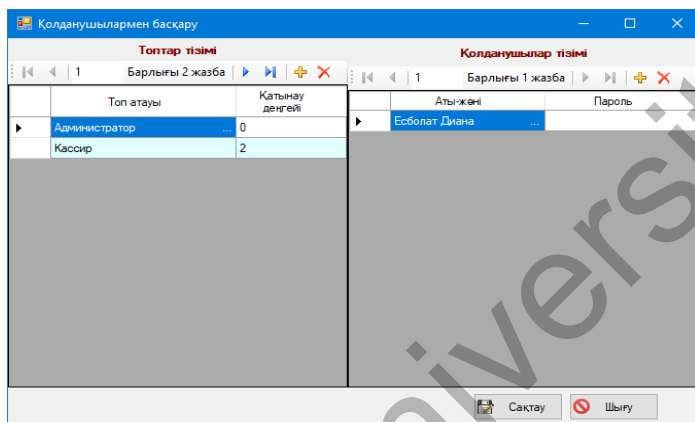 Қолданушылармен басқару
Топтар тізімі
1 Барлығы 2 жазба
Топ атауы Қатынау деңгейі
Администратор ... 0
Кассир 2
Қолданушылар тізімі
1 Барлығы 1 жазба
Аты-жөні Пароль
Есболат Диана ...
Сақтау Шығу